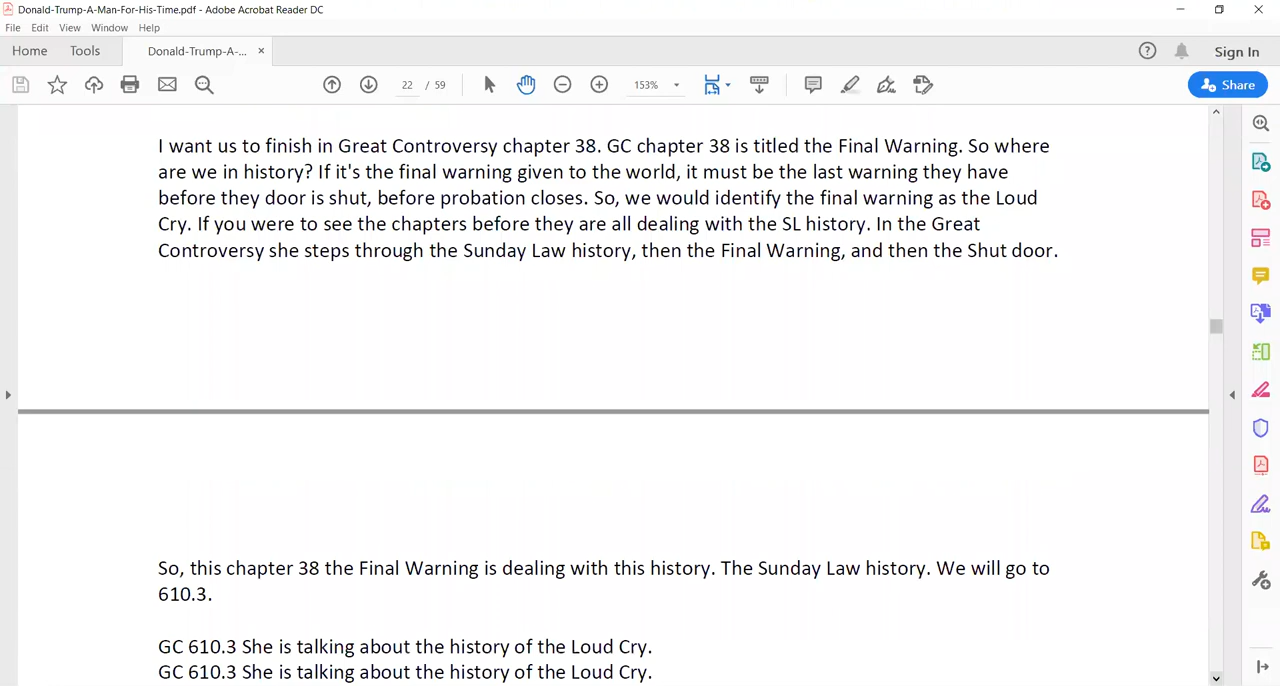 Donald-Trump-A-Man-For-His-Time.pdf - Adobe Acrobat Reader DC
File Edit View Window Help
Home Tools Donald-Trump-A-... × Sign In
22 / 59 153% Share
I want us to finish in Great Controversy chapter 38. GC chapter 38 is titled the Final Warning. So where
are we in history? If it's the final warning given to the world, it must be the last warning they have
before they door is shut, before probation closes. So, we would identify the final warning as the Loud
Cry. If you were to see the chapters before they are all dealing with the SL history. In the Great
Controversy she steps through the Sunday Law history, then the Final Warning, and then the Shut door.
So, this chapter 38 the Final Warning is dealing with this history. The Sunday Law history. We will go to
610.3.
GC 610.3 She is talking about the history of the Loud Cry.
GC 610.3 She is talking about the history of the Loud Cry.